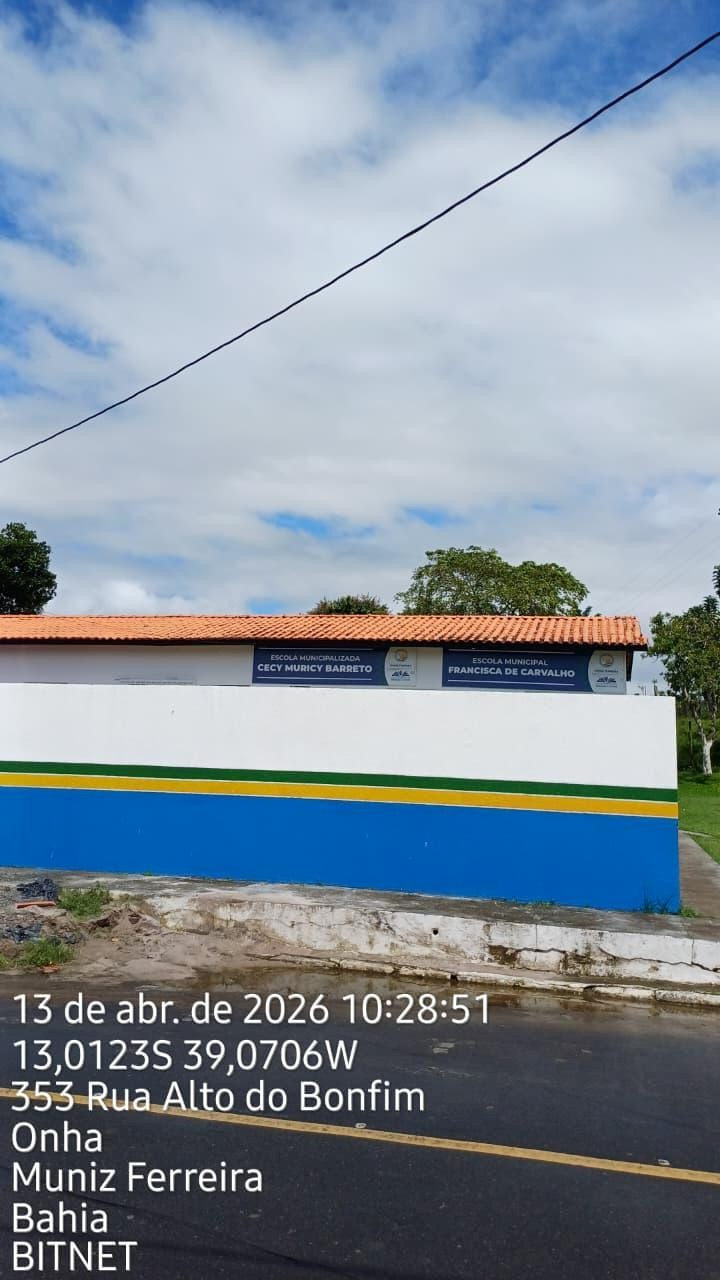 ESCOLA MUNICIPALIZADA
CECY MURICY BARRETO
ESCOLA MUNICIPAL
FRANCISCA DE CARVALHO
13 de abr. de 2026 10:28:51
13,0123S 39,0706W
353 Rua Alto do Bonfim
Onha
Muniz Ferreira
Bahia
BITNET